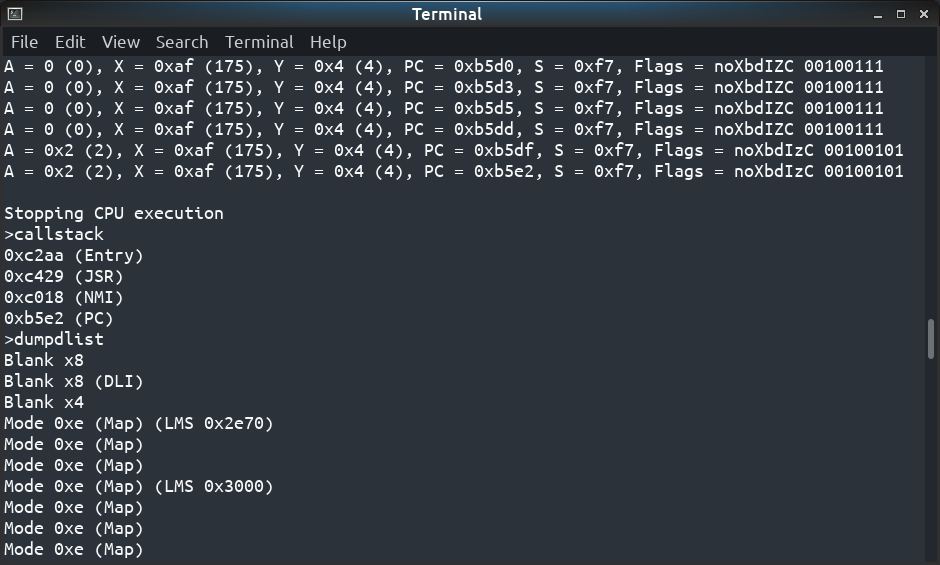 Terminal
File Edit View Search Terminal Help
A = 0 (0), X = 0xaf (175), Y = 0x4 (4), PC = 0xb5d0, S = 0xf7, Flags = noXbdIZC 00100111
A = 0 (0), X = 0xaf (175), Y = 0x4 (4), PC = 0xb5d3, S = 0xf7, Flags = noXbdIZC 00100111
A = 0 (0), X = 0xaf (175), Y = 0x4 (4), PC = 0xb5d5, S = 0xf7, Flags = noXbdIZC 00100111
A = 0 (0), X = 0xaf (175), Y = 0x4 (4), PC = 0xb5dd, S = 0xf7, Flags = noXbdIZC 00100111
A = 0x2 (2), X = 0xaf (175), Y = 0x4 (4), PC = 0xb5df, S = 0xf7, Flags = noXbdIzC 00100101
A = 0x2 (2), X = 0xaf (175), Y = 0x4 (4), PC = 0xb5e2, S = 0xf7, Flags = noXbdIzC 00100101
Stopping CPU execution
>callstack
0xc2aa (Entry)
0xc429 (JSR)
0xc018 (NMI)
0xb5e2 (PC)
>dumpdlist
Blank x8
Blank x8 (DLI)
Blank x4
Mode 0xe (Map) (LMS 0x2e70)
Mode 0xe (Map)
Mode 0xe (Map)
Mode 0xe (Map) (LMS 0x3000)
Mode 0xe (Map)
Mode 0xe (Map)
Mode 0xe (Map)